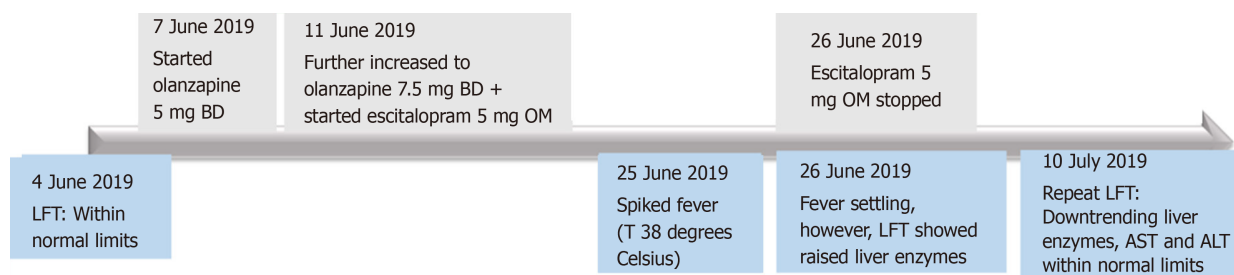 7 June 2019
Started
olanzapine
5 mg BD
11 June 2019
Further increased to
olanzapine 7.5 mg BD +
started escitalopram 5 mg OM
26 June 2019
Escitalopram 5
mg OM stopped
4 June 2019
LFT: Within
normal limits
25 June 2019
Spiked fever
(T 38 degrees
Celsius)
26 June 2019
Fever settling,
however, LFT showed
raised liver enzymes
10 July 2019
Repeat LFT:
Downtrending liver
enzymes, AST and ALT
within normal limits